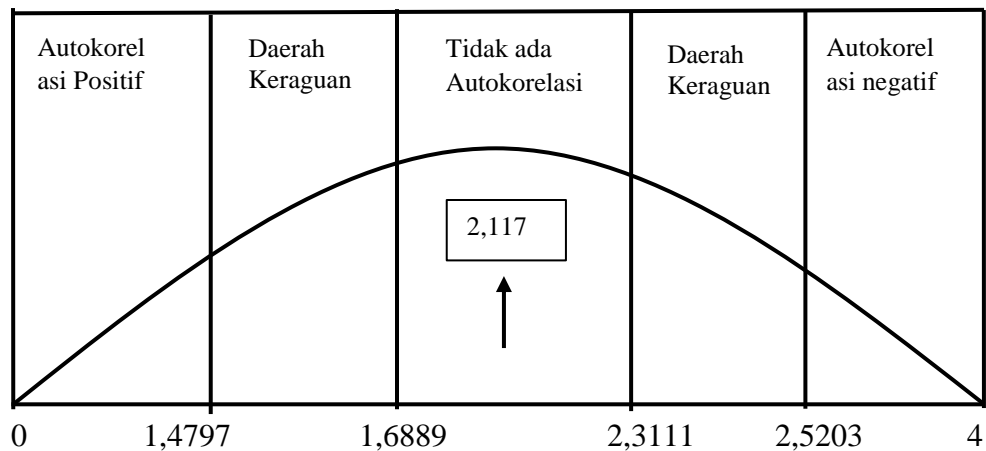 Autokorel
asi Positif
Daerah
Keraguan
Tidak ada
Autokorelasi
Daerah
Keraguan
Autokorel
asi negatif
2,117
0
1,4797
1,6889
2,3111
2,5203
4